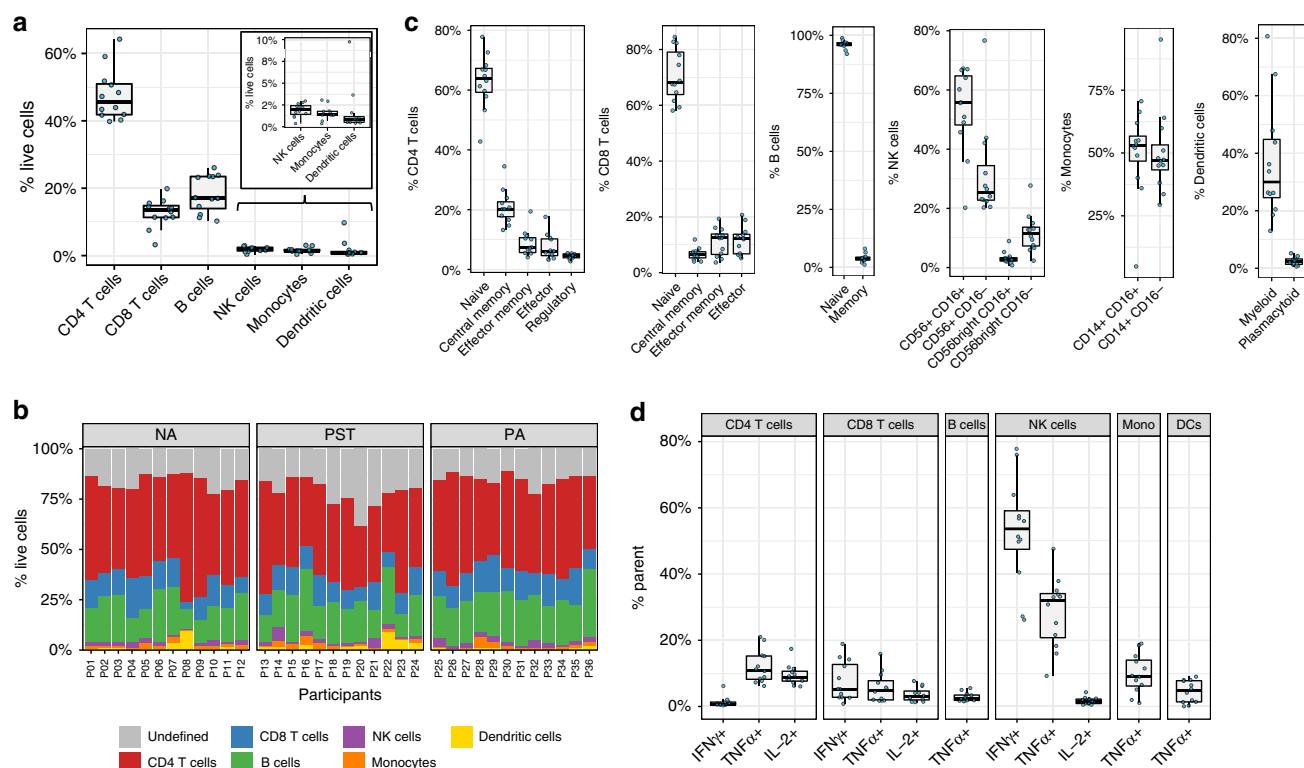 a
% live cells
60%
40%
20%
0%
CD4 T cells
CD8 T cells
B cells
NK cells
Monocytes
Dendritic cells
% live cells
10%
8%
6%
4%
2%
0%
NK cells
Monocytes
Dendritic cells
c
% CD4 T cells
80%
60%
40%
20%
0%
Naive
Central memory
Effector memory
Effector
Regulatory
% CD8 T cells
80%
60%
40%
20%
0%
Naive
Central memory
Effector memory
Effector
% B cells
100%
75%
50%
25%
0%
Naive
Memory
% NK cells
80%
60%
40%
20%
0%
CD56+ CD16+
CD56+ CD16−
CD56bright CD16+
CD56bright CD16−
% Monocytes
75%
50%
25%
CD14+ CD16+
CD14+ CD16−
% Dendritic cells
80%
60%
40%
20%
0%
Myeloid
Plasmacytoid
b
NA PST PA
% live cells
100%
75%
50%
25%
0%
P01 P02 P03 P04 P05 P06 P07 P08 P09 P10 P11 P12 P13 P14 P15 P16 P17 P18 P19 P20 P21 P22 P23 P24 P25 P26 P27 P28 P29 P30 P31 P32 P33 P34 P35 P36
Participants
Undefined CD8 T cells NK cells Dendritic cells
CD4 T cells B cells Monocytes
d
CD4 T cells CD8 T cells B cells NK cells Mono DCs
% parent
80%
60%
40%
20%
0%
IFNγ+ TNFα+ IL−2+ IFNγ+ TNFα+ IL−2+ TNFα+ IFNγ+ TNFα+ IL−2+ TNFα+ TNFα+